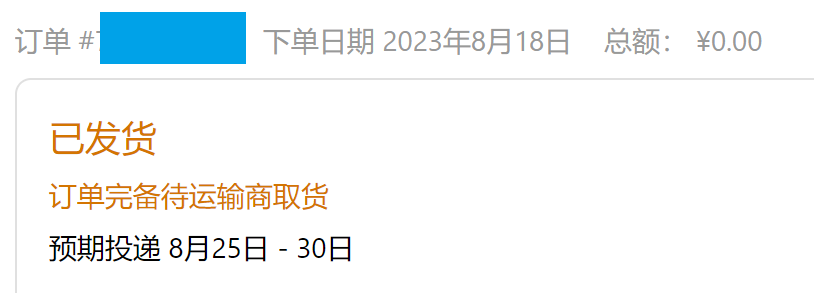 订单 # 下单日期 2023年8月18日 总额： ¥0.00
已发货
订单完备待运输商取货
预期投递 8月25日 - 30日